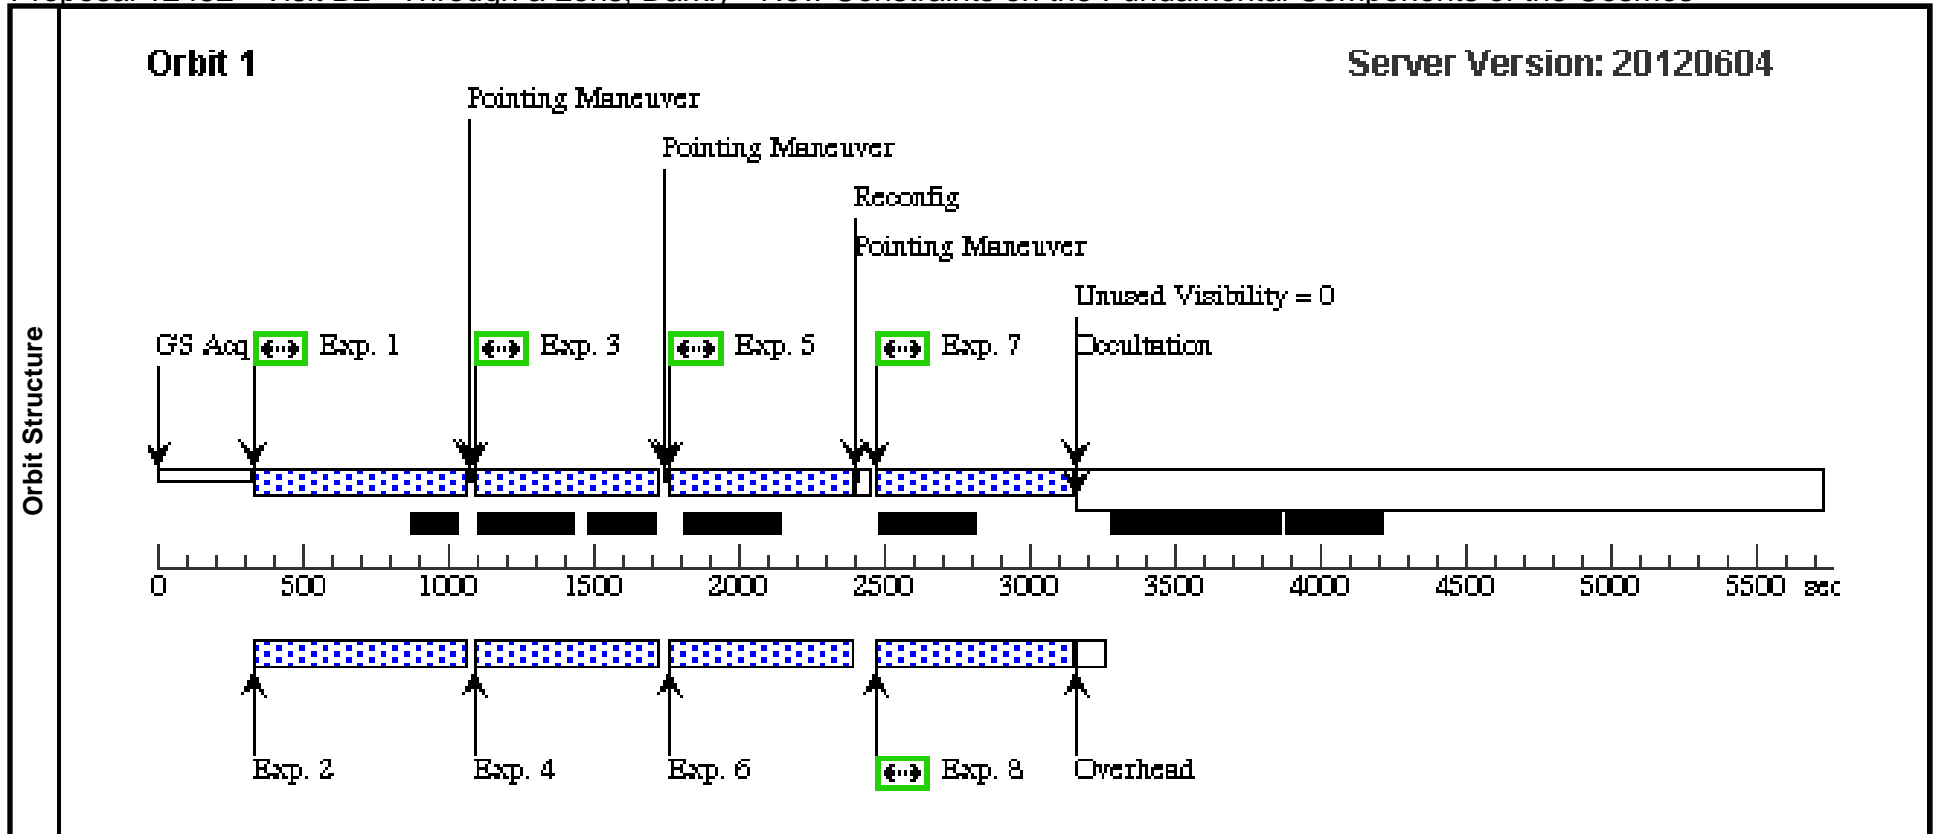 Orbit 1
Server Version: 20120604
Pointing Maneuver
Pointing Maneuver
Reconfig
Pointing Maneuver
Unused Visibility = 0
Occultation
GS Acq
Exp. 1
Exp. 3
Exp. 5
Exp. 7
Orbit Structure
0 500 1000 1500 2000 2500 3000 3500 4000 4500 5000 5500 sec
Exp. 2
Exp. 4
Exp. 6
Exp. 8
Overhead